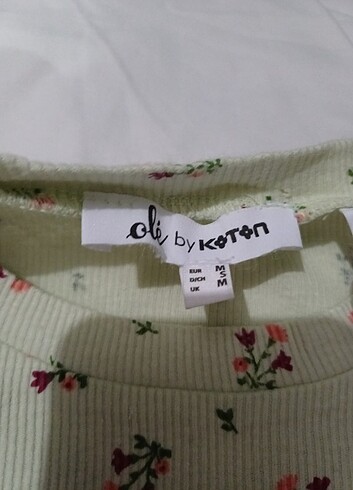 olé by KOTON
EUR M
D/CH S
UK M